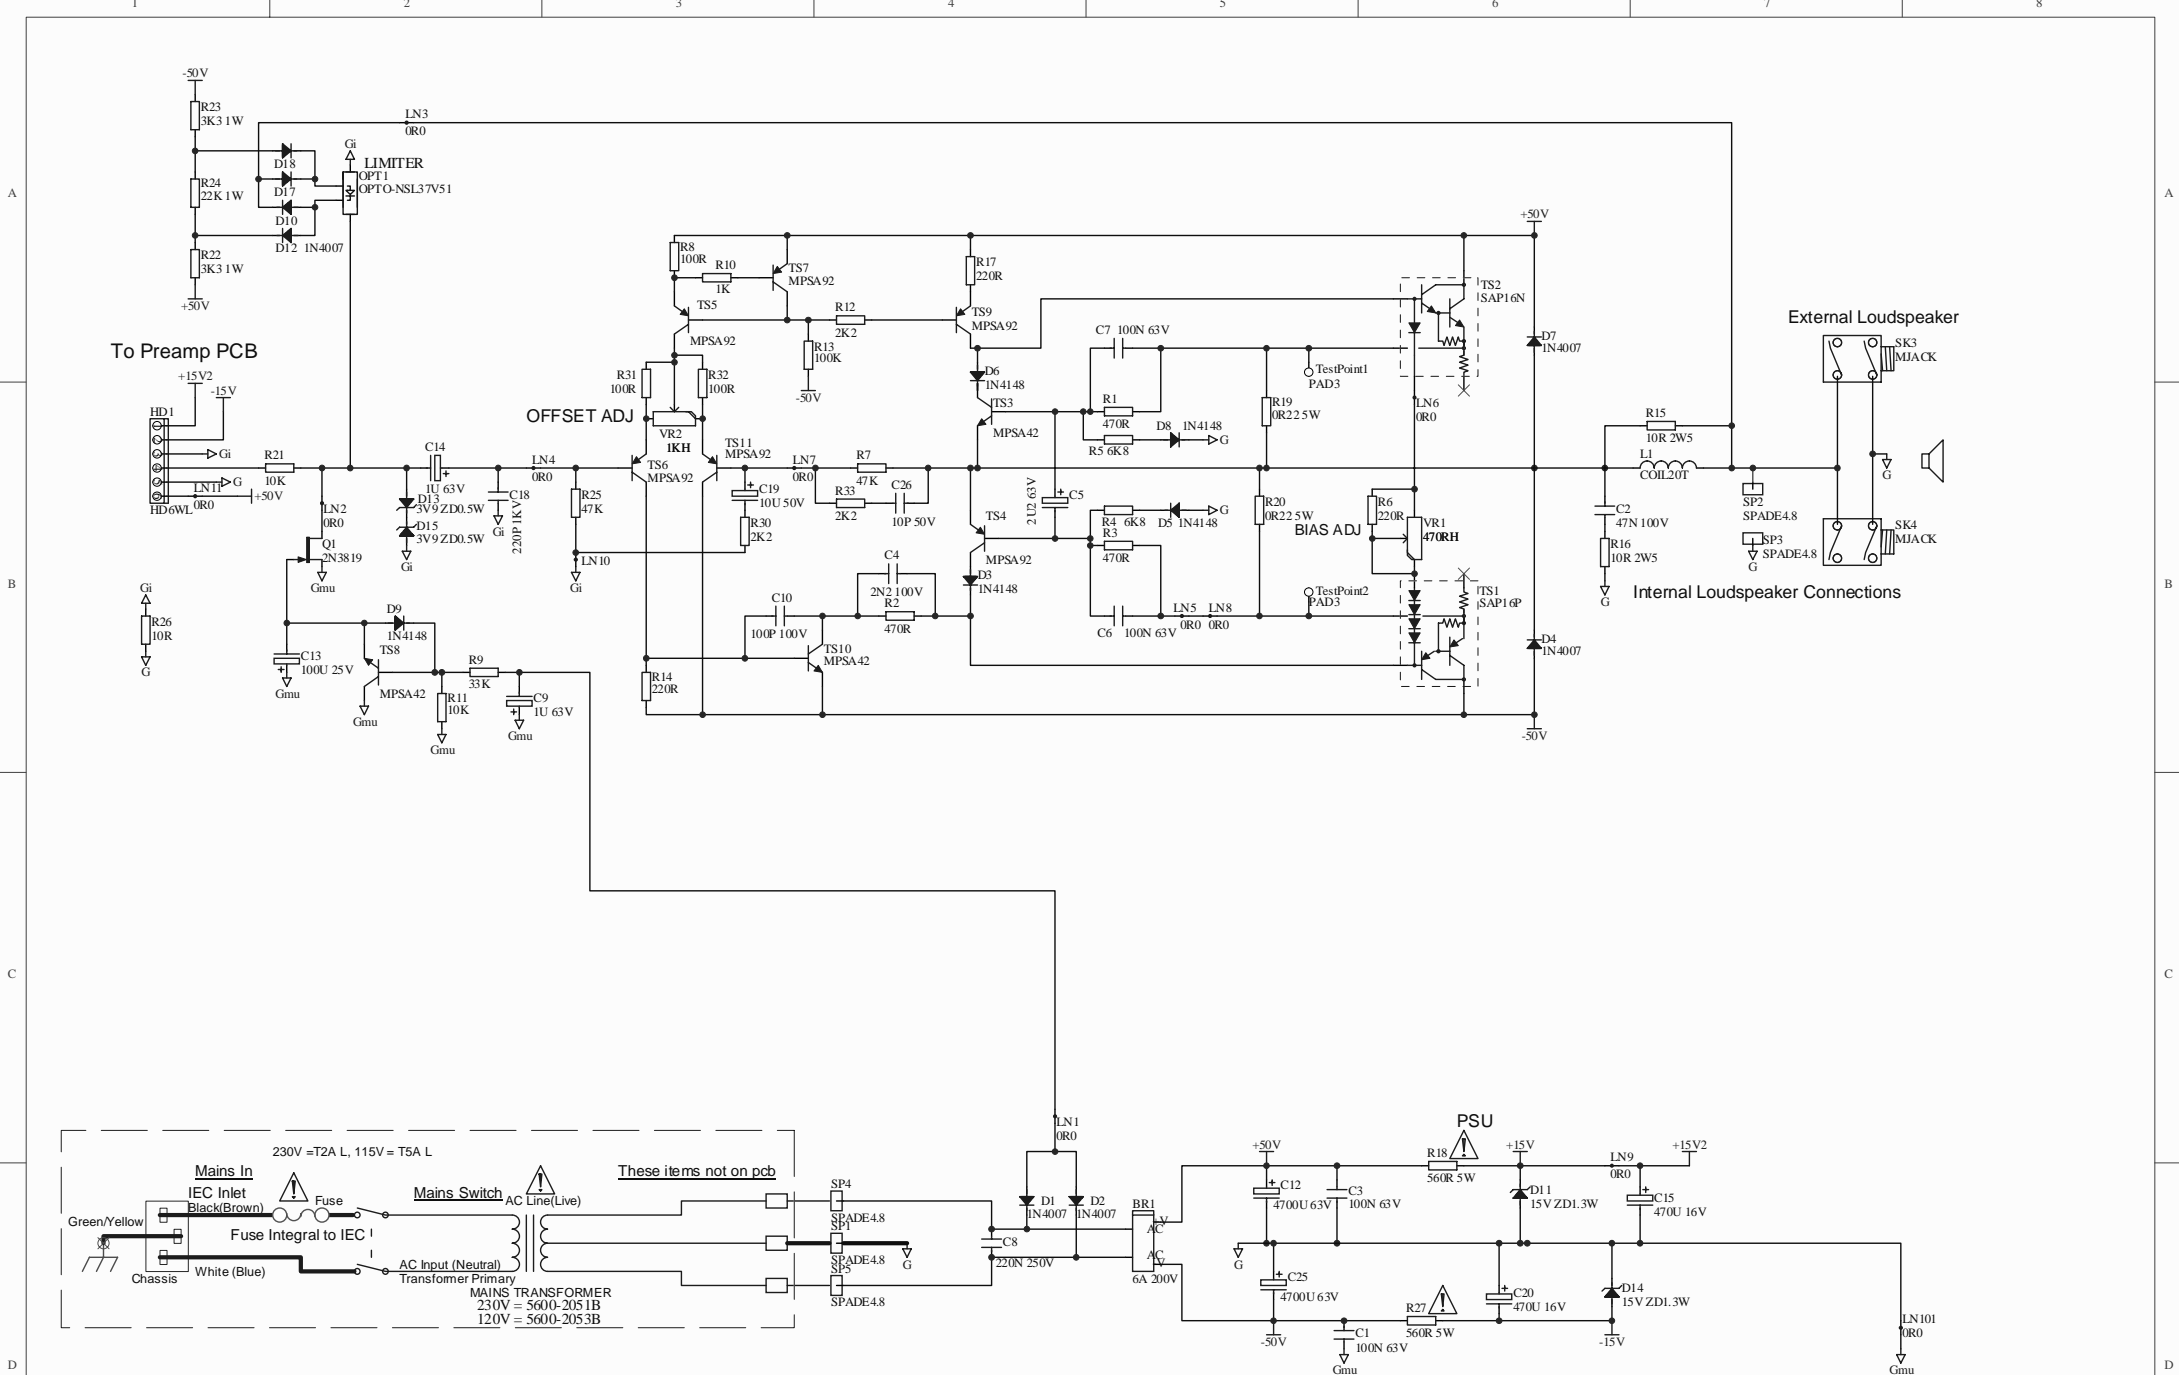 1 2 3 4 5 6 7 8
A A
B B
C C
D D
-50V
R23
3K3 1W
R24
22K 1W
R22
3K3 1W
+50V
LN3
0R0
D18
D17
D10
D12 1N4007
Gi
LIMITER
OPT1
OPTO-NSL37V51
To Preamp PCB
+15V2
-15V
HD1
HD6WL
Gi
G
LN11
0R0
+50V
R21
10K
LN2
0R0
Q1
2N3819
Gmu
D13
3V9 ZD0.5W
D15
3V9 ZD0.5W
Gi
C14
1U 63V
C18
220P 1KV
Gi
LN4
0R0
R25
47K
LN10
Gi
Gi
R26
10R
G
C13
100U 25V
Gmu
D9
1N4148
TS8
MPSA42
Gmu
R9
33K
R11
10K
Gmu
C9
1U 63V
Gmu
R8
100R
R10
1K
TS7
MPSA92
TS5
MPSA92
R12
2K2
R13
100K
-50V
R31
100R
R32
100R
OFFSET ADJ
VR2
1KH
TS6
MPSA92
TS11
MPSA92
C19
10U 50V
R30
2K2
LN7
0R0
R7
47K
R33
2K2
C26
10P 50V
C4
2N2 100V
R2
470R
C10
100P 100V
TS10
MPSA42
R14
220R
R17
220R
TS9
MPSA92
D6
1N4148
TS3
MPSA42
TS4
MPSA92
D3
1N4148
C5
2U2 63V
C7 100N 63V
R1
470R
R5 6K8
D8 1N4148
G
R4 6K8
D5 1N4148
G
R3
470R
C6 100N 63V
LN5
0R0
LN8
0R0
R19
0R22 5W
R20
0R22 5W
TestPoint1
PAD3
TestPoint2
PAD3
BIAS ADJ
R6
220R
VR1
470RH
LN6
0R0
TS2
SAP16N
TS1
SAP16P
+50V
D7
1N4007
D4
1N4007
-50V
C2
47N 100V
R16
10R 2W5
G
R15
10R 2W5
L1
COIL20T
SP2
SPADE4.8
SP3
SPADE4.8
G
External Loudspeaker
SK3
MJACK
G
SK4
MJACK
Internal Loudspeaker Connections
230V =T2A L, 115V = T5A L
Mains In
IEC Inlet
Black(Brown)
Green/Yellow
Chassis
White (Blue)
Fuse
Fuse Integral to IEC
Mains Switch
AC Line(Live)
AC Input (Neutral)
Transformer Primary
MAINS TRANSFORMER
230V = 5600-2051B
120V = 5600-2053B
These items not on pcb
SP4
SPADE4.8
SP1
SPADE4.8
SP5
SPADE4.8
G
LN1
0R0
D1
1N4007
D2
1N4007
C8
220N 250V
BR1
V
AC
AC
V
6A 200V
PSU
+50V
C12
4700U 63V
C3
100N 63V
R18
560R 5W
+15V
D11
15V ZD1.3W
LN9
0R0
+15V2
C15
470U 16V
G
C25
4700U 63V
-50V
C1
100N 63V
Gmu
R27
560R 5W
C20
470U 16V
D14
15V ZD1.3W
-15V
LN101
0R0
Gmu